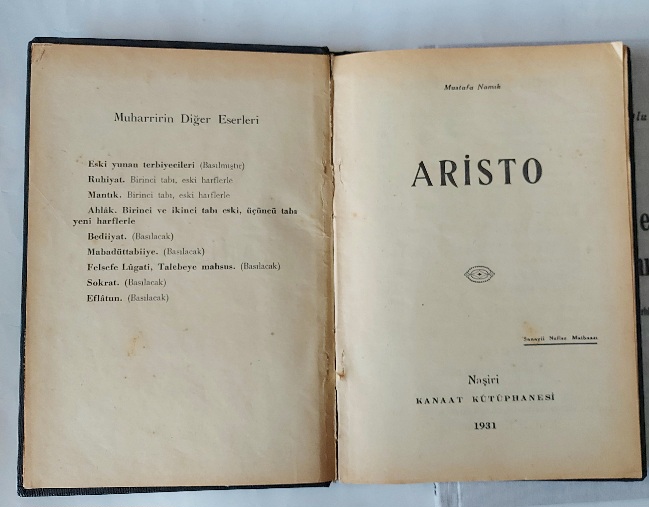 Muharririn Diğer Eserleri
Eski yunan terbiyecileri (Basılmıştır)
Ruhiyat. Birinci tabı, eski harflerle
Mantık. Birinci tabı, eski harflerle
Ahlâk. Birinci ve ikinci tabı eski, üçüncü tabı
yeni harflerle
Bediiyat. (Basılacak)
Mabadüttabiiye. (Basılacak)
Felsefe Lûgati, Talebeye mahsus. (Basılacak)
Sokrat. (Basılacak)
Eflâtun. (Basılacak)
Mustafa Namık
ARİSTO
Sanayii Nefise Matbaası
Naşiri
KANAAT KÜTÜPHANESİ
1931